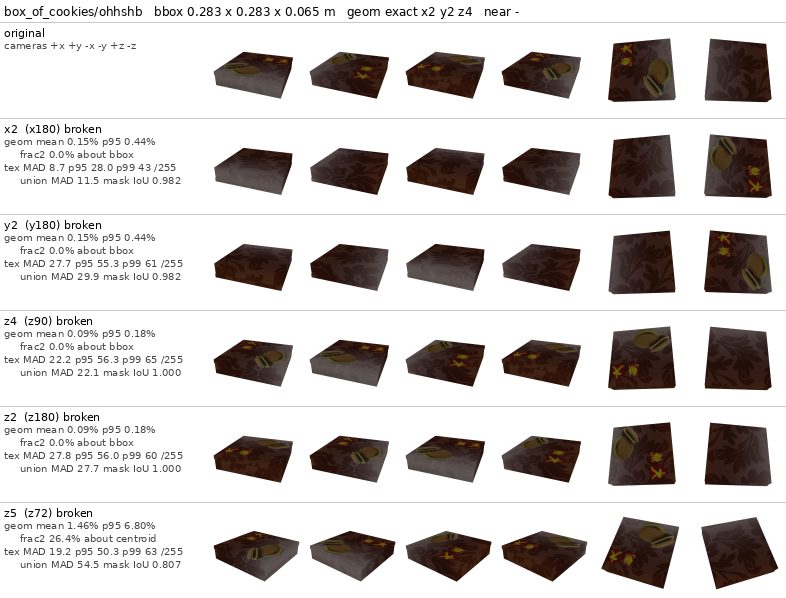 box_of_cookies/ohhshb   bbox 0.283 x 0.283 x 0.065 m   geom exact x2 y2 z4   near -
original
cameras +x +y -x -y +z -z
x2  (x180) broken
geom mean 0.15% p95 0.44%
frac2 0.0% about bbox
tex MAD 8.7 p95 28.0 p99 43 /255
union MAD 11.5 mask IoU 0.982
y2  (y180) broken
geom mean 0.15% p95 0.44%
frac2 0.0% about bbox
tex MAD 27.7 p95 55.3 p99 61 /255
union MAD 29.9 mask IoU 0.982
z4  (z90) broken
geom mean 0.09% p95 0.18%
frac2 0.0% about bbox
tex MAD 22.2 p95 56.3 p99 65 /255
union MAD 22.1 mask IoU 1.000
z2  (z180) broken
geom mean 0.09% p95 0.18%
frac2 0.0% about bbox
tex MAD 27.8 p95 56.0 p99 60 /255
union MAD 27.7 mask IoU 1.000
z5  (z72) broken
geom mean 1.46% p95 6.80%
frac2 26.4% about centroid
tex MAD 19.2 p95 50.3 p99 63 /255
union MAD 54.5 mask IoU 0.807